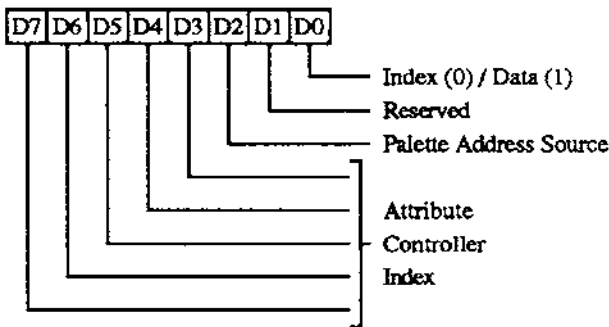 D7 D6 D5 D4 D3 D2 D1 D0
Index (0) / Data (1)
Reserved
Palette Address Source
Attribute
Controller
Index